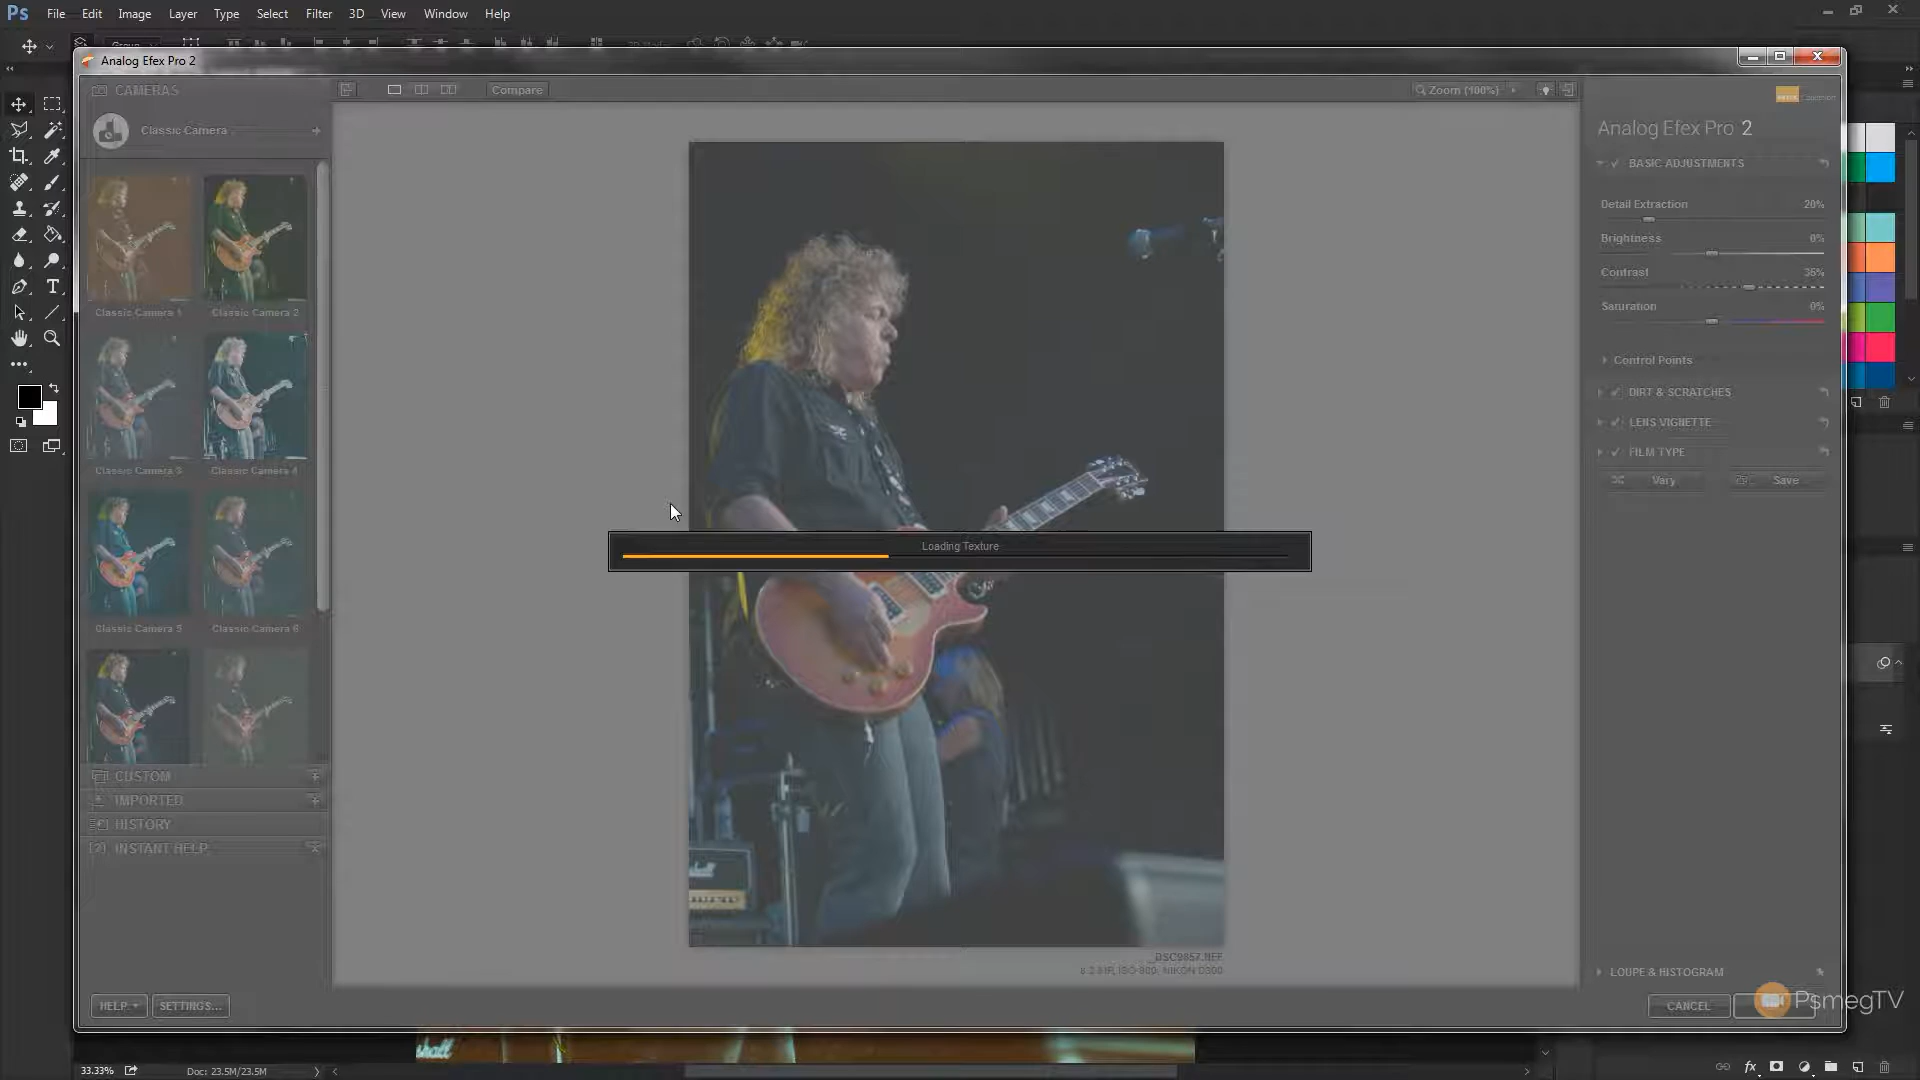 Ps File Edit Image Layer Type Select Filter 3D View Window Help
Analog Efex Pro 2
CAMERAS
Compare
Zoom (100%)
Classic Camera
Analog Efex Pro 2
BASIC ADJUSTMENTS
Detail Extraction 20%
Brightness 0%
Contrast 35%
Saturation 0%
Control Points
DIRT & SCRATCHES
LENS VIGNETTE
FILM TYPE
Vary
Save
Classic Camera 1
Classic Camera 2
Classic Camera 3
Classic Camera 4
Classic Camera 5
Classic Camera 6
Loading Texture
CUSTOM
IMPORTED
HISTORY
INSTANT HELP
_DSC9857.NEF
LOUPE & HISTOGRAM
HELP
SETTINGS...
CANCEL
PsmegTV
33.33%
Doc: 23.5M/23.5M